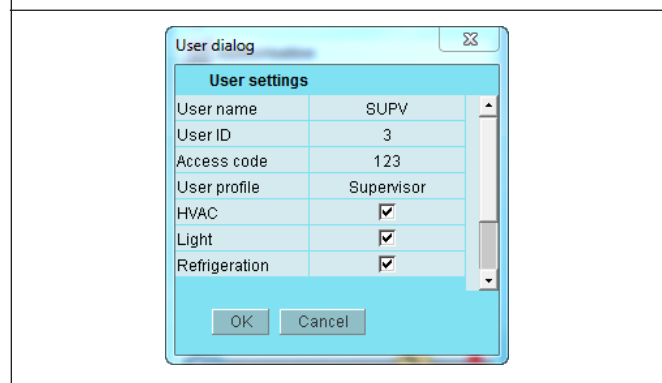 User dialog
User settings
User name SUPV
User ID 3
Access code 123
User profile Supervisor
HVAC
Light
Refrigeration
OK Cancel